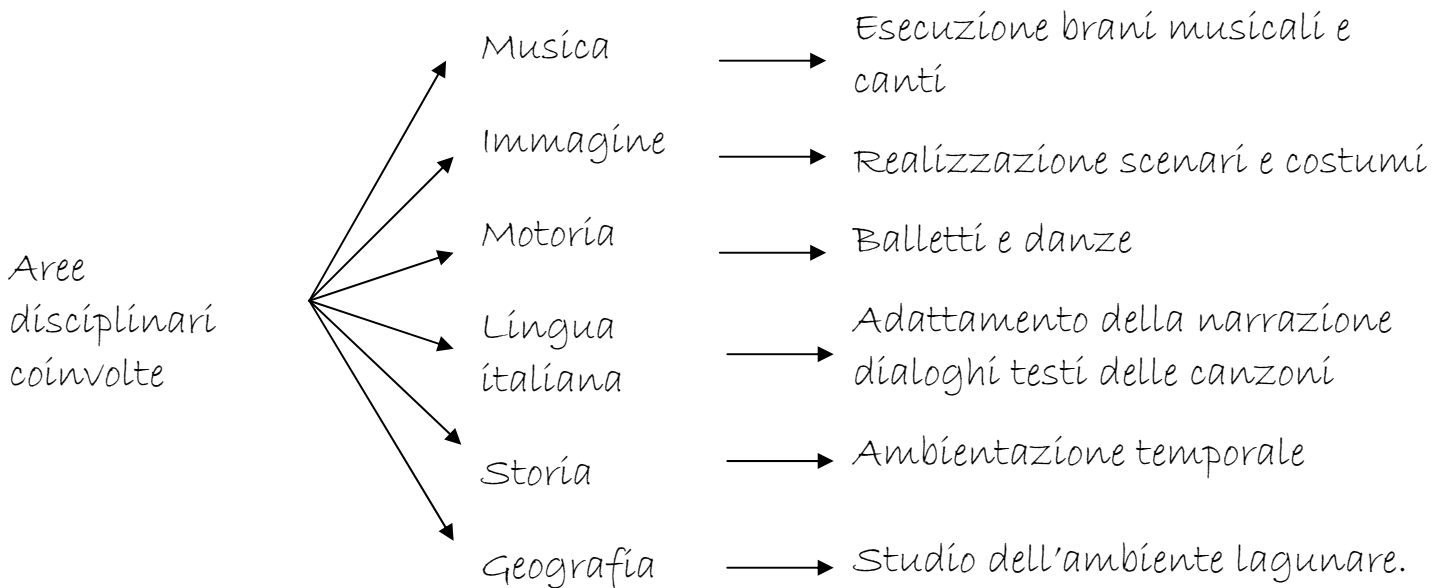 Aree
disciplinari
coinvolte
Musica
Esecuzione brani musicali e
canti
Immagine
Realizzazione scenari e costumi
Motoria
Balletti e danze
Lingua
italiana
Adattamento della narrazione
dialoghi testi delle canzoni
Storia
Ambientazione temporale
Geografia
Studio dell'ambiente lagunare.